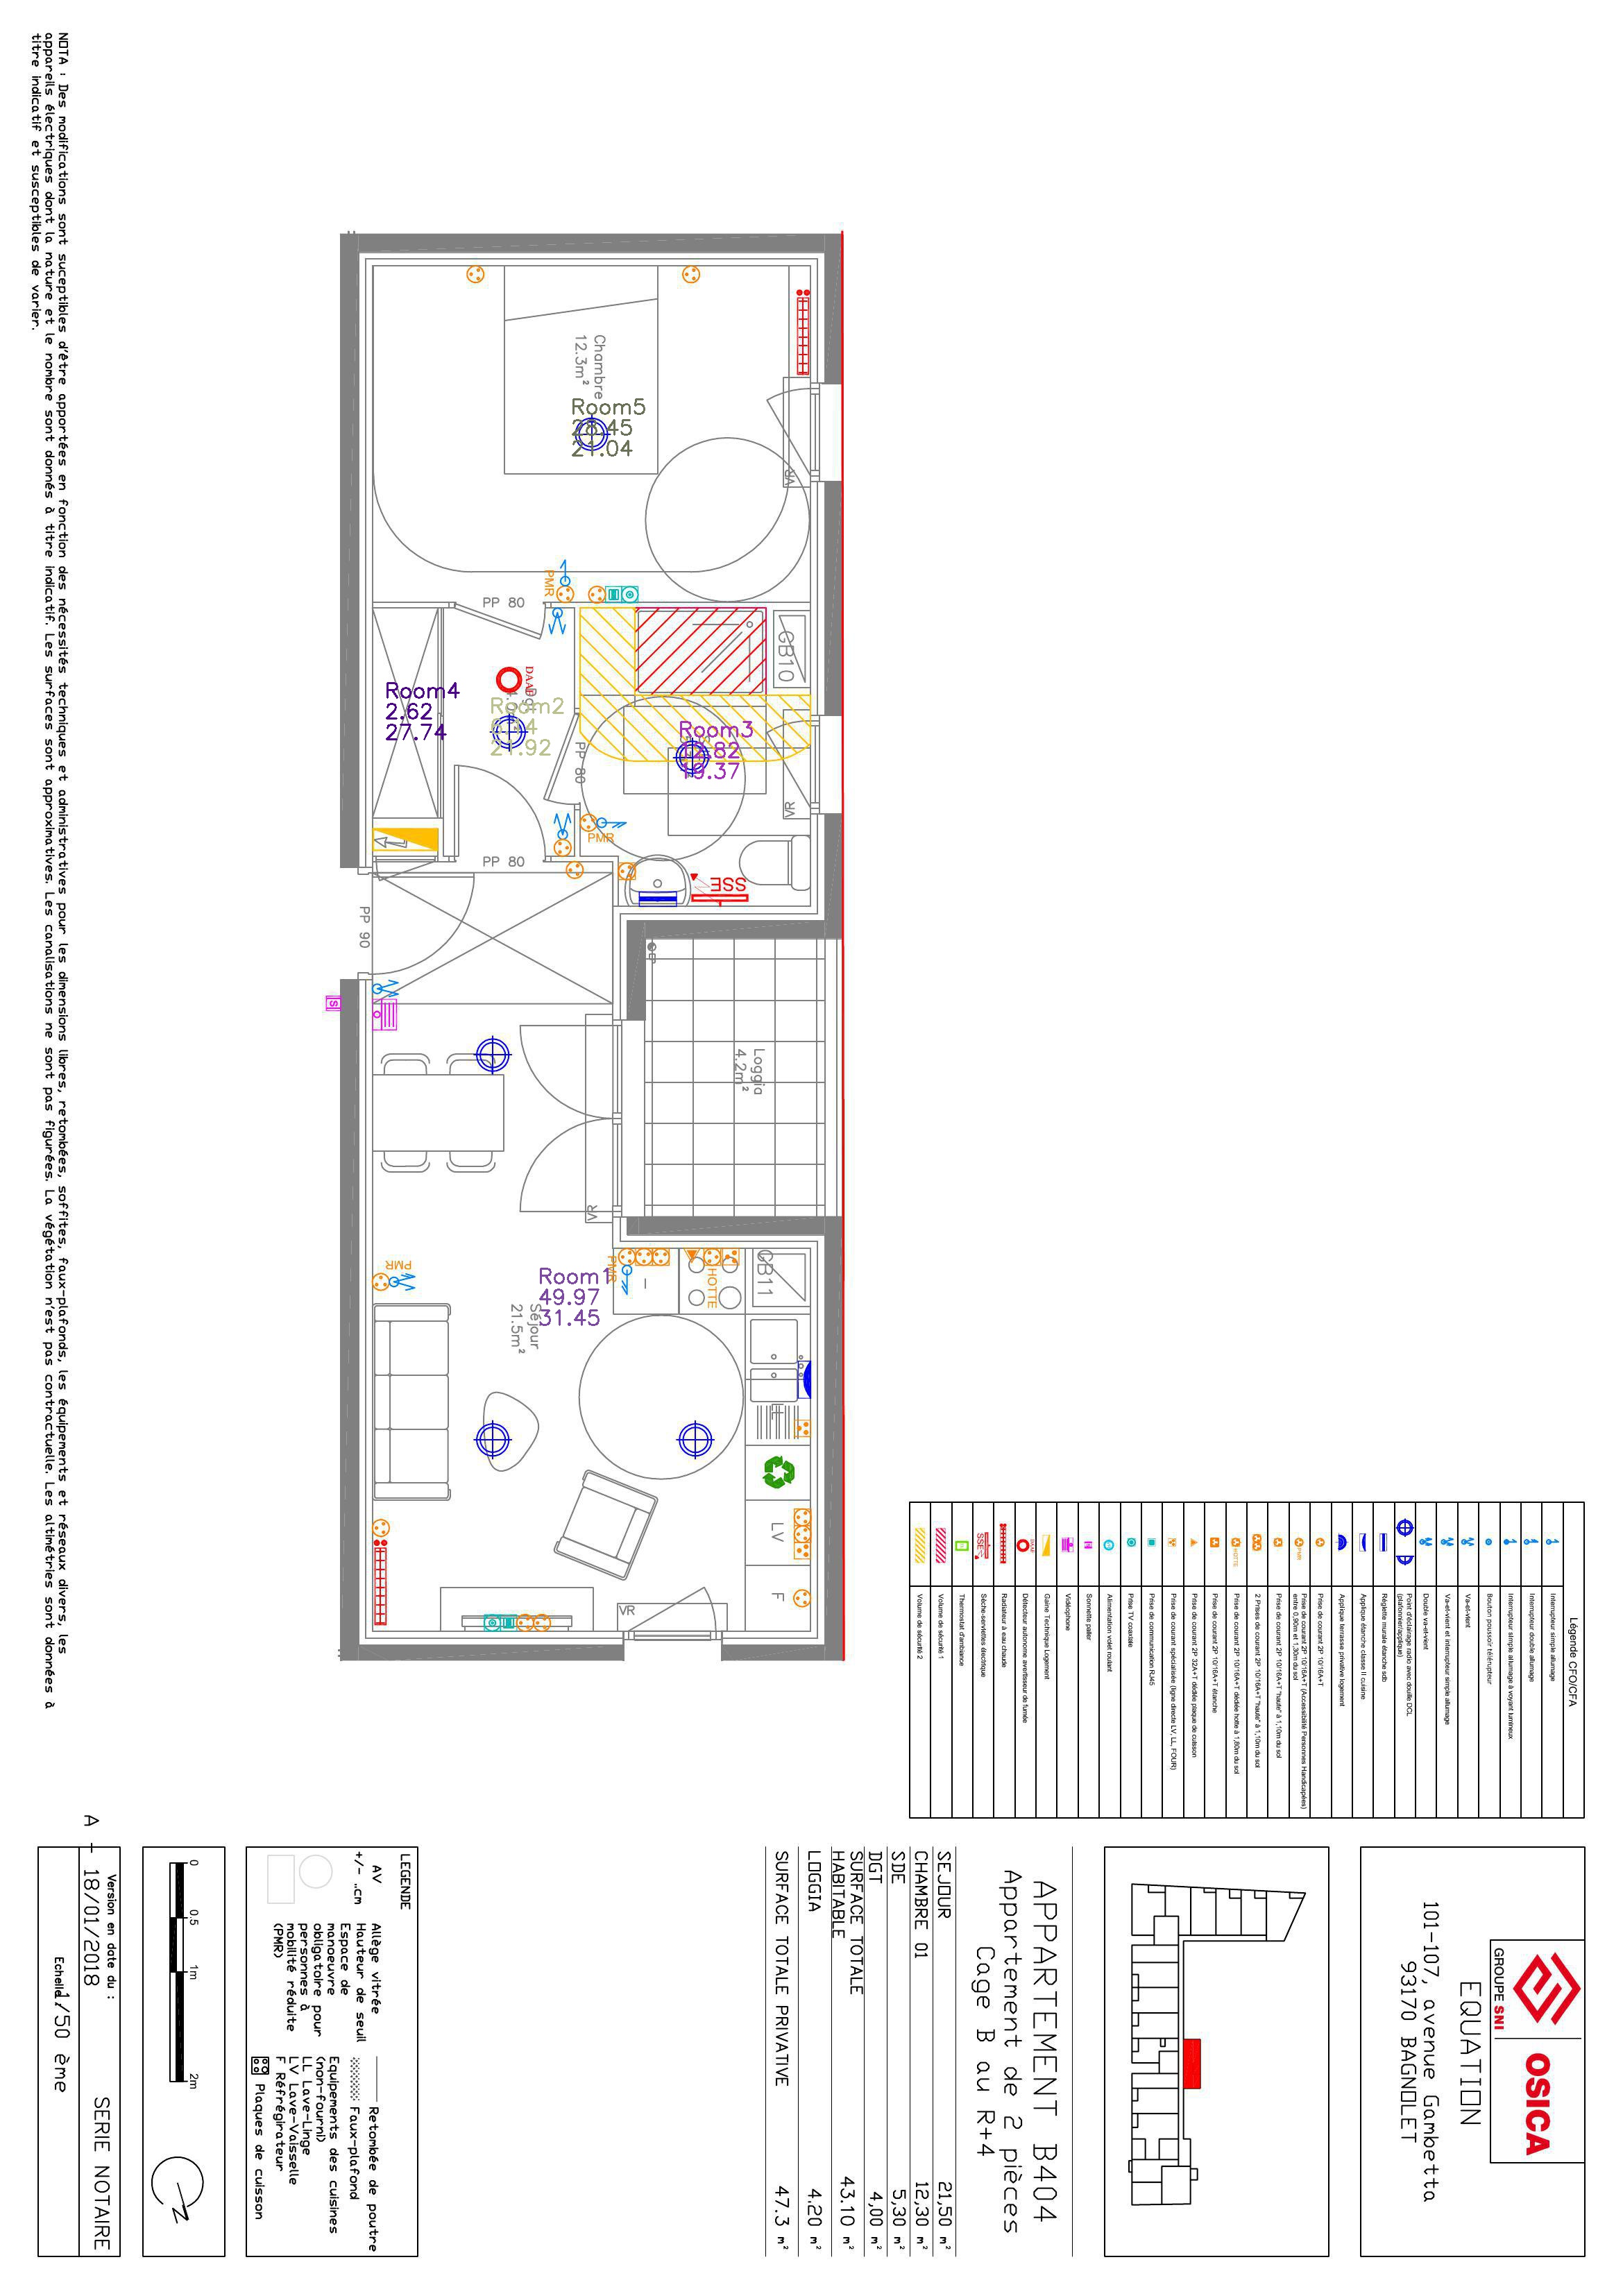 NOTA : Des modifications sont suceptibles d'être apportées en fonction des nécessités techniques et administratives pour les dimensions libres, retombées, soffites, faux-plafonds, les équipements et réseaux divers, les
appareils électriques dont la nature et le nombre sont donnés à titre indicatif. Les surfaces sont approximatives. Les canalisations ne sont pas figurées. La végétation n'est pas contractuelle. Les altimétries sont données à
titre indicatif et susceptibles de varier.
Chambre
12.3m²
Room5
28.45
21.04
VR
PMR
PP 80
GB10
DAAF
Room4
2.62
27.74
Room2
21.92
Room3
19.37
PP 80
VR
PMR
PP 80
SSE
PP 90
Loggia
4.2m²
VR
PMR
PMR
HOTTE
GB11
Room1
49.97
31.45
Séjour
21.5m²
LL
LV
F
VR
Légende CFO/CFA
Interrupteur simple allumage
Interrupteur double allumage
Interrupteur simple allumage à voyant lumineux
Bouton poussoir télérupteur
Va-et-vient
Va-et-vient et interrupteur simple allumage
Double va-et-vient
Point d'éclairage radio avec douille DCL
(plafonnier/applique)
Réglette murale étanche sdb
Applique étanche classe II cuisine
Applique terrasse privative logement
Prise de courant 2P 10/16A+T
PMR
Prise de courant 2P 10/16A+T (Accessibilité Personnes Handicapées)
entre 0,90m et 1,30m du sol
Prise de courant 2P 10/16A+T "haute" à 1,10m du sol
2 Prises de courant 2P 10/16A+T "haute" à 1,10m du sol
HOTTE
Prise de courant 2P 10/16A+T dédiée hotte à 1,80m du sol
Prise de courant 2P 10/16A+T étanche
Prise de courant 2P 32A+T dédiée plaque de cuisson
Prise de courant spécialisée (ligne directe LV, LL, FOUR)
Prise de communication RJ45
Prise TV coaxiale
Alimentation volet roulant
Sonnette palier
Vidéophone
Gaine Technique Logement
DAAF
Détecteur autonome avertisseur de fumée
Radiateur à eau chaude
SSE
Sèche-serviettes électrique
Thermostat d'ambiance
Volume de sécurité 1
Volume de sécurité 2
GROUPE SNI
OSICA
EQUATION
101-107, avenue Gambetta
93170 BAGNOLET
APPARTEMENT B404
Appartement de 2 pièces
Cage B au R+4
SEJOUR 21,50 m²
CHAMBRE 01 12,30 m²
SDE 5,30 m²
DGT 4,00 m²
SURFACE TOTALE
HABITABLE 43.10 m²
LOGGIA 4.20 m²
SURFACE TOTALE PRIVATIVE 47.3 m²
LEGENDE
AV Allège vitrée
+/- ..cm Hauteur de seuil
Espace de
manoeuvre
obligatoire pour
personnes à
mobilité réduite
(PMR)
Retombée de poutre
Faux-plafond
Equipements des cuisines
(non-fourni)
LL Lave-Linge
LV Lave-Vaisselle
F Réfrigérateur
Plaques de cuisson
0 0.5 1m 2m
A -
Version en date du :
18/01/2018
SERIE NOTAIRE
Echelle 1/50 ème